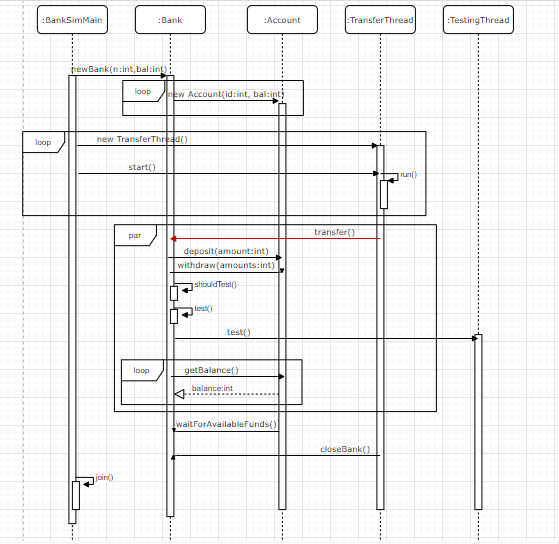 :BankSimMain
:Bank
:Account
:TransferThread
:TestingThread
newBank(n:int,bal:int)
loop
new Account(id:int, bal:int)
loop
new TransferThread()
start()
run()
par
transfer()
deposit(amount:int)
withdraw(amounts:int)
shouldTest()
test()
test()
loop
getBalance()
balance:int
waitForAvailableFunds()
closeBank()
join()